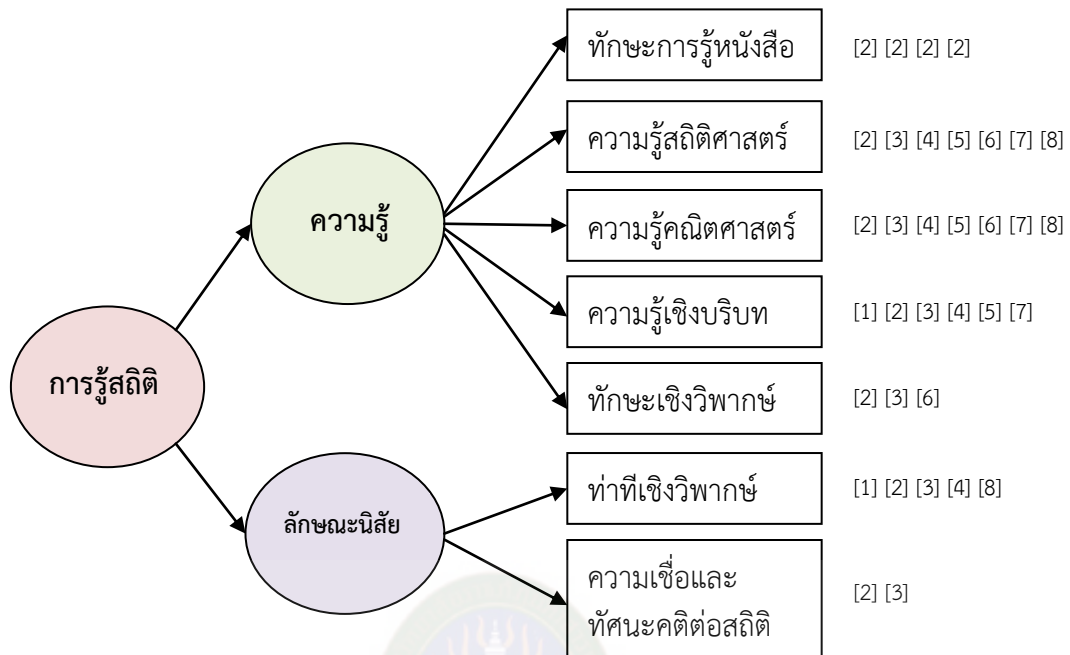 ทักษะการรู้หนังสือ [2] [2] [2] [2]
ความรู้สถิติศาสตร์ [2] [3] [4] [5] [6] [7] [8]
ความรู้
ความรู้คณิตศาสตร์ [2] [3] [4] [5] [6] [7] [8]
ความรู้เชิงบริบท [1] [2] [3] [4] [5] [7]
การรู้สถิติ
ทักษะเชิงวิพากษ์ [2] [3] [6]
ท่าทีเชิงวิพากษ์ [1] [2] [3] [4] [8]
ลักษณะนิสัย
ความเชื่อและ
ทัศนะคติต่อสถิติ
[2] [3]